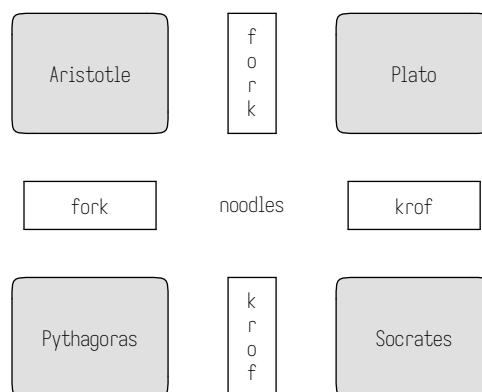 Aristotle
f
o
r
k
Plato
fork
noodles
krof
Pythagoras
k
r
o
f
Socrates